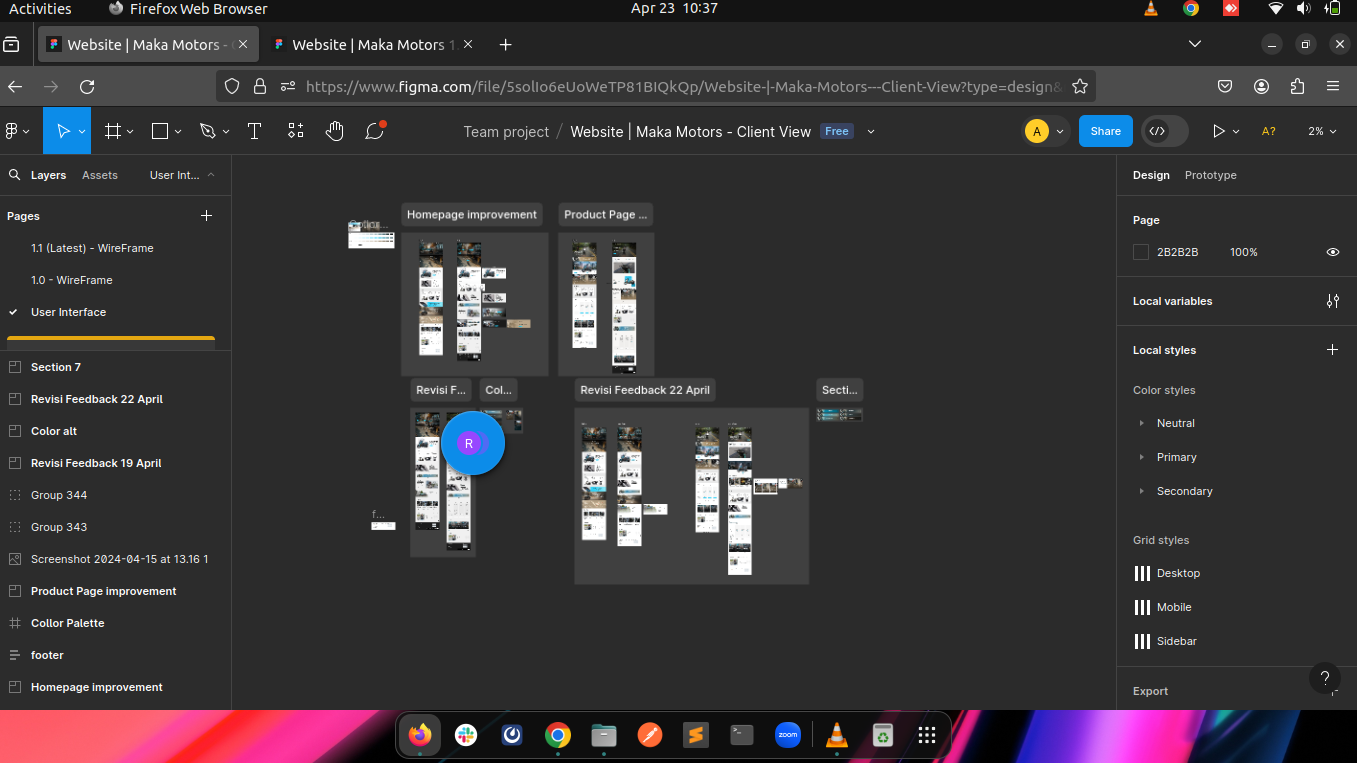 Activities
Firefox Web Browser
Apr 23 10:37
Website | Maka Motors - C
Website | Maka Motors 1.
https://www.figma.com/file/5solIo6eUoWeTP81BIQkQp/Website-|-Maka-Motors---Client-View?type=design&
Team project / Website | Maka Motors - Client View
Free
A
Share
A?
2%
Layers
Assets
User Int...
Pages
1.1 (Latest) - WireFrame
1.0 - WireFrame
User Interface
Section 7
Revisi Feedback 22 April
Color alt
Revisi Feedback 19 April
Group 344
Group 343
Screenshot 2024-04-15 at 13.16 1
Product Page improvement
Collor Palette
footer
Homepage improvement
Homepage improvement
Product Page ...
Revisi F...
Col...
Revisi Feedback 22 April
Secti...
R
f...
Design
Prototype
Page
2B2B2B
100%
Local variables
Local styles
Color styles
Neutral
Primary
Secondary
Grid styles
Desktop
Mobile
Sidebar
Export
?
zoom